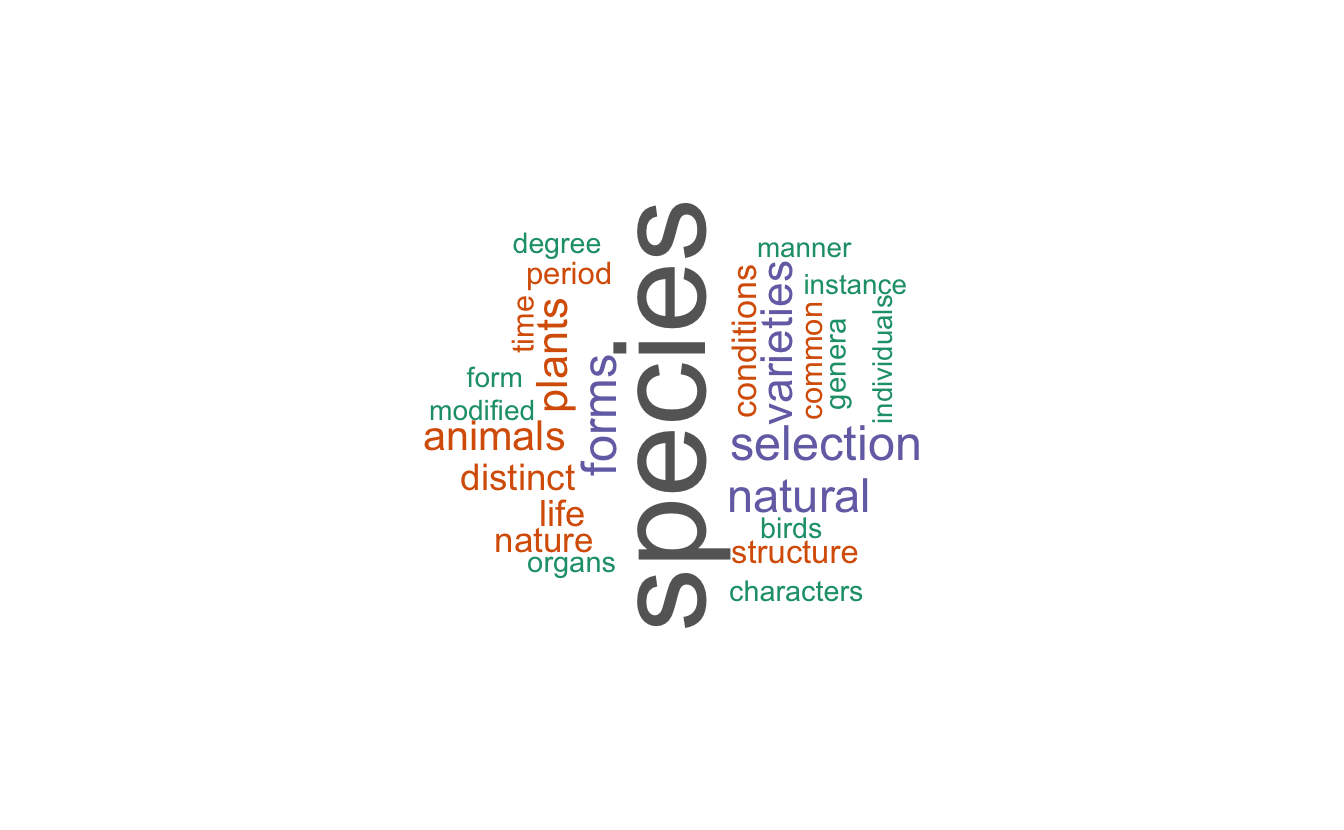 degree
period
time
plants
form
modified
animals
forms
distinct
life
nature
organs
species
manner
conditions
varieties
instance
common
genera
individuals
selection
natural
birds
structure
characters